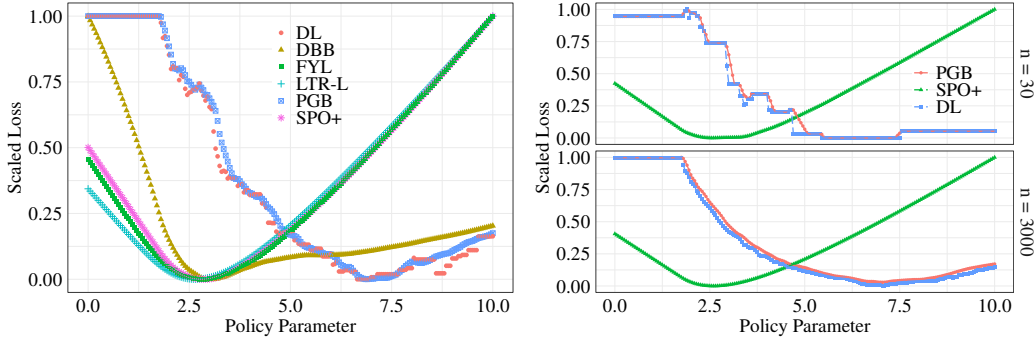 1.00
0.75
0.50
0.25
0.00
Scaled Loss
DL
DBB
FYL
LTR-L
PGB
SPO+
0.0
2.5
5.0
7.5
10.0
Policy Parameter
1.00
0.75
0.50
0.25
0.00
PGB
SPO+
DL
n = 30
1.00
0.75
0.50
0.25
0.00
n = 3000
Scaled Loss
0.0
2.5
5.0
7.5
10.0
Policy Parameter